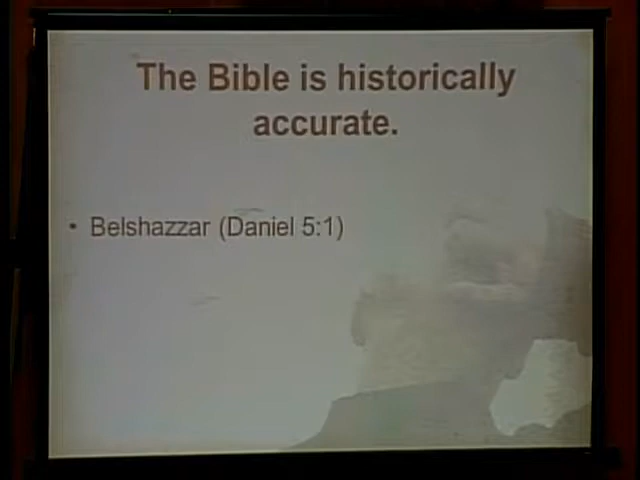 The Bible is historically
accurate.
• Belshazzar (Daniel 5:1)